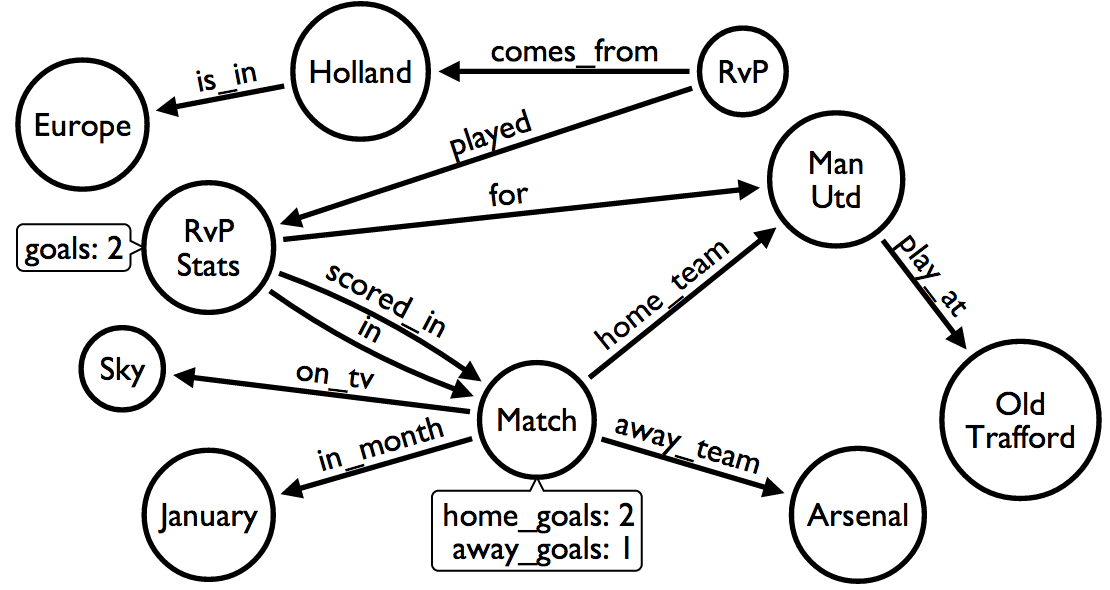 comes_from
Holland
RvP
is_in
Europe
played
Man
Utd
for
RvP
Stats
goals: 2
play_at
scored_in
home_team
in
Sky
on_tv
Match
Old
Trafford
away_team
in_month
January
home_goals: 2
away_goals: 1
Arsenal